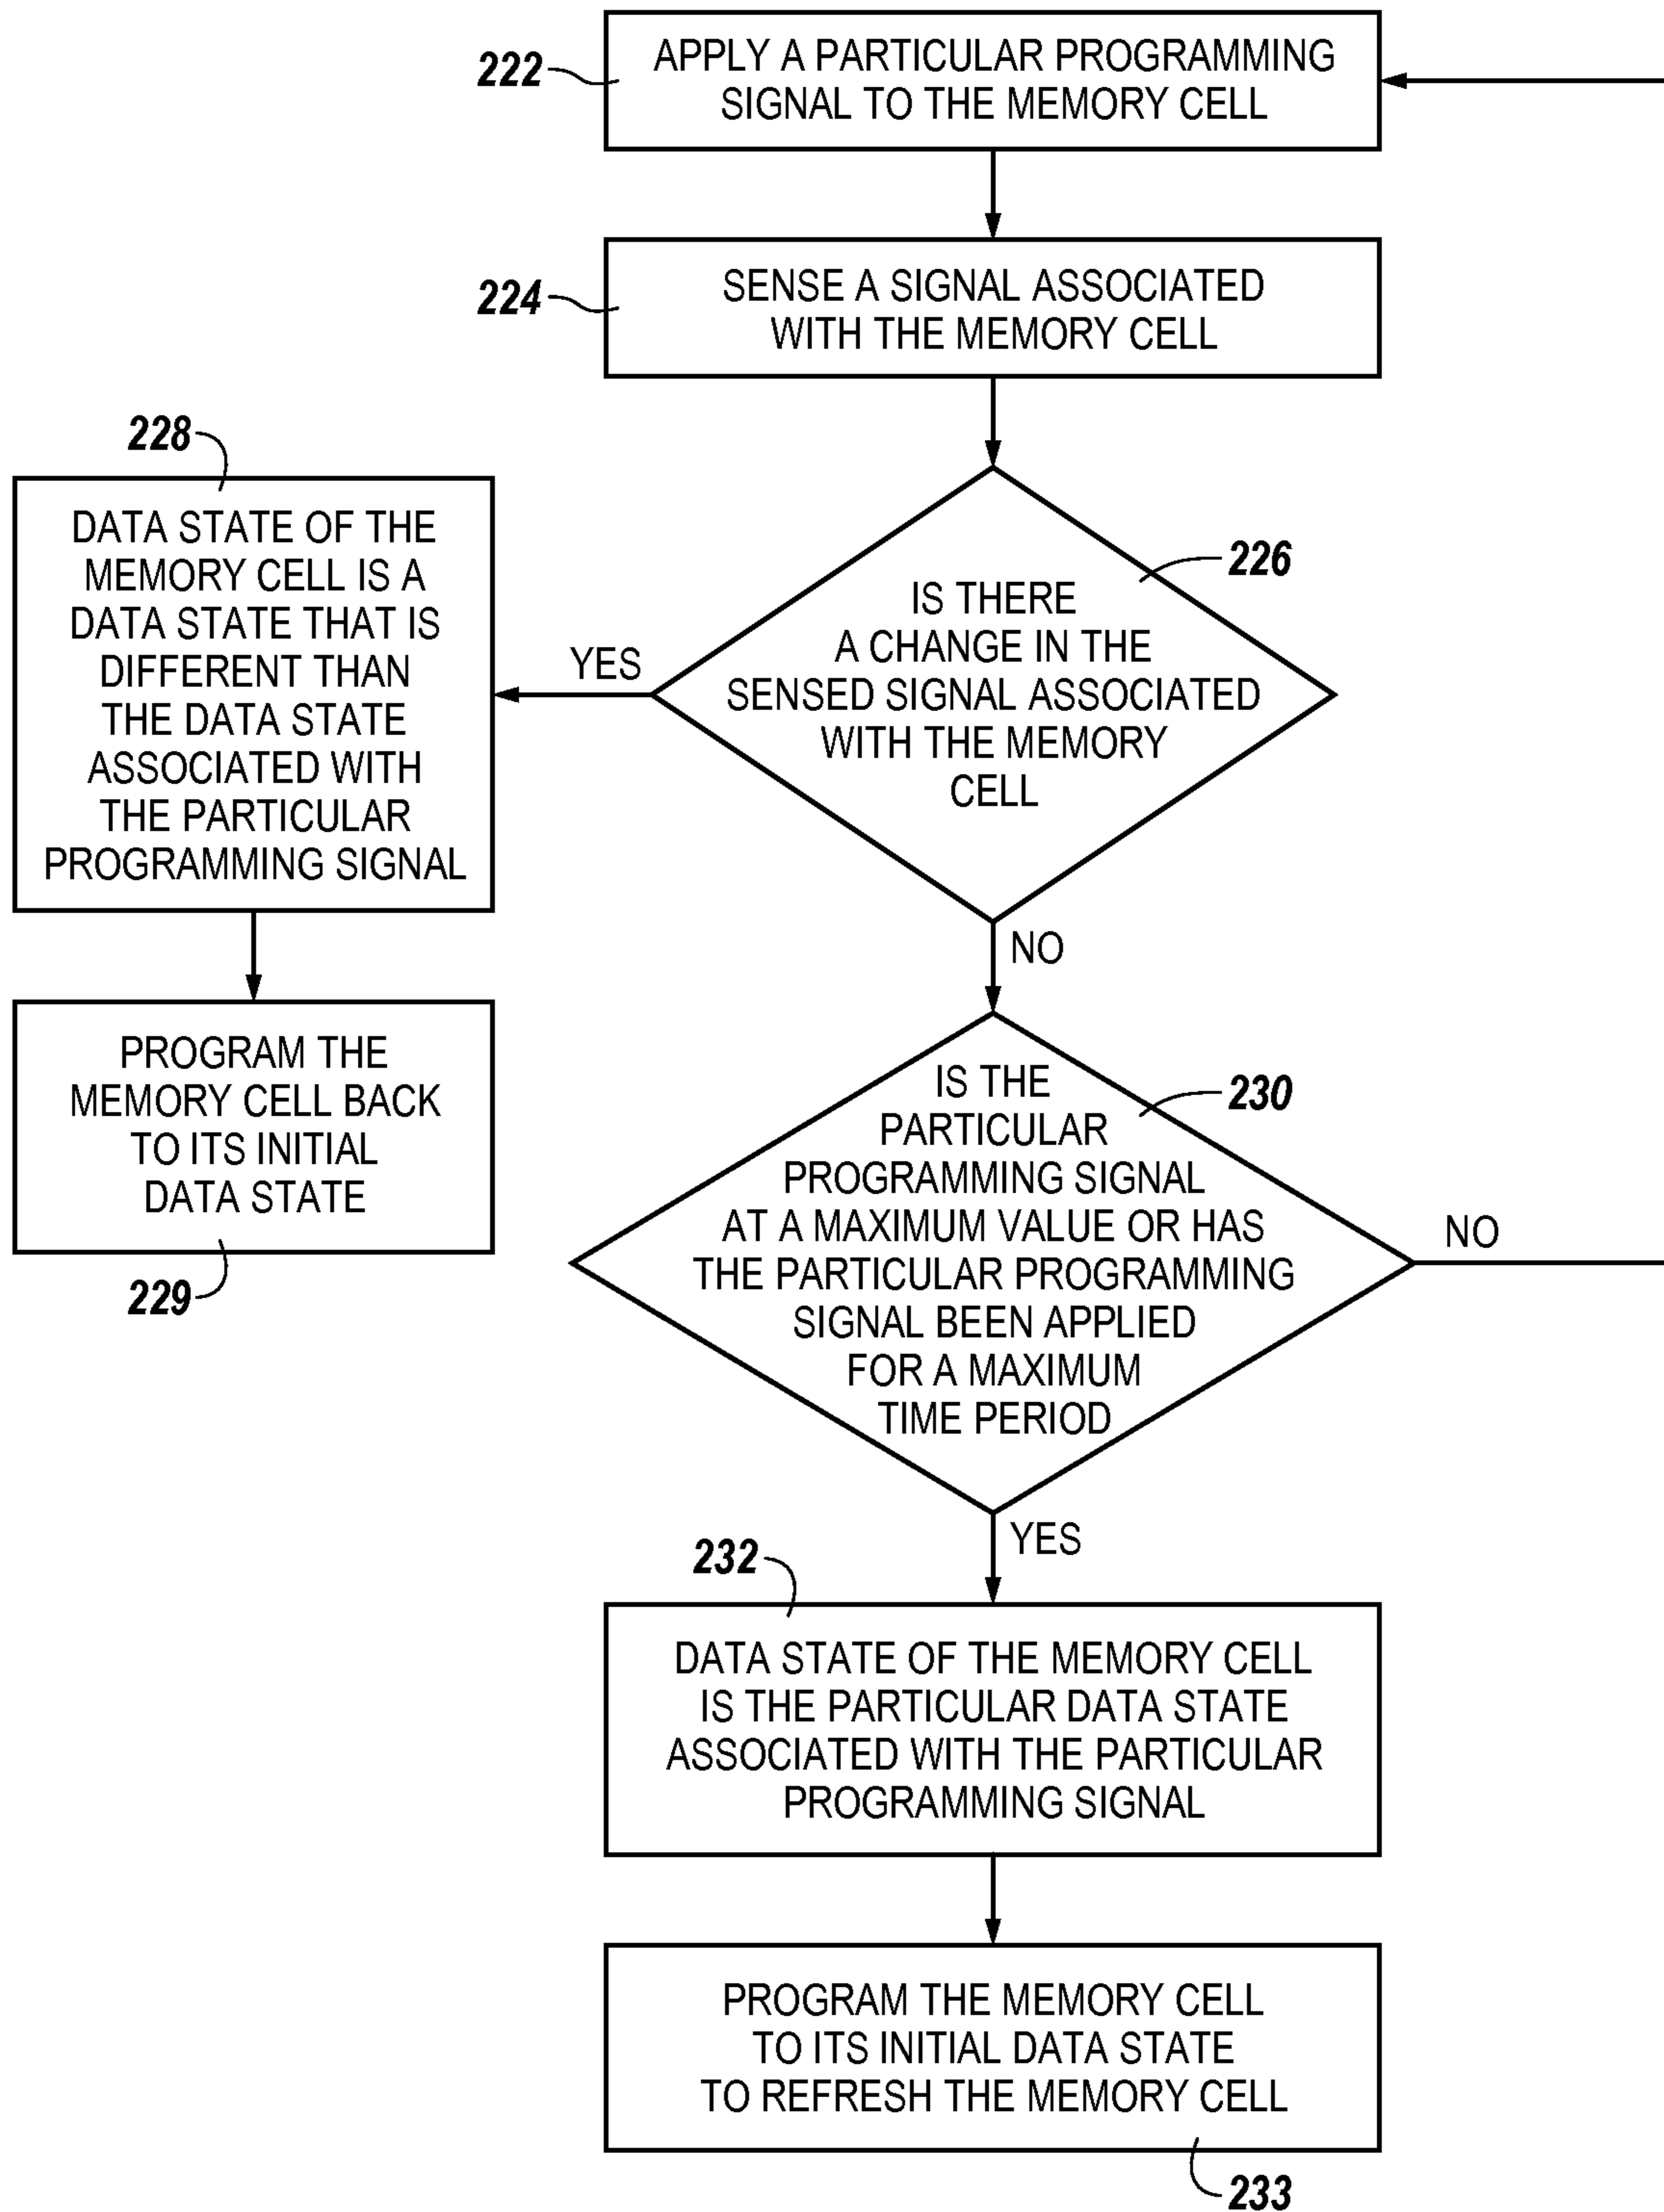 222
APPLY A PARTICULAR PROGRAMMING
SIGNAL TO THE MEMORY CELL
224
SENSE A SIGNAL ASSOCIATED
WITH THE MEMORY CELL
226
IS THERE
A CHANGE IN THE
SENSED SIGNAL ASSOCIATED
WITH THE MEMORY
CELL
YES
228
DATA STATE OF THE
MEMORY CELL IS A
DATA STATE THAT IS
DIFFERENT THAN
THE DATA STATE
ASSOCIATED WITH
THE PARTICULAR
PROGRAMMING SIGNAL
PROGRAM THE
MEMORY CELL BACK
TO ITS INITIAL
DATA STATE
229
NO
230
IS THE
PARTICULAR
PROGRAMMING SIGNAL
AT A MAXIMUM VALUE OR HAS
THE PARTICULAR PROGRAMMING
SIGNAL BEEN APPLIED
FOR A MAXIMUM
TIME PERIOD
NO
YES
232
DATA STATE OF THE MEMORY CELL
IS THE PARTICULAR DATA STATE
ASSOCIATED WITH THE PARTICULAR
PROGRAMMING SIGNAL
PROGRAM THE MEMORY CELL
TO ITS INITIAL DATA STATE
TO REFRESH THE MEMORY CELL
233